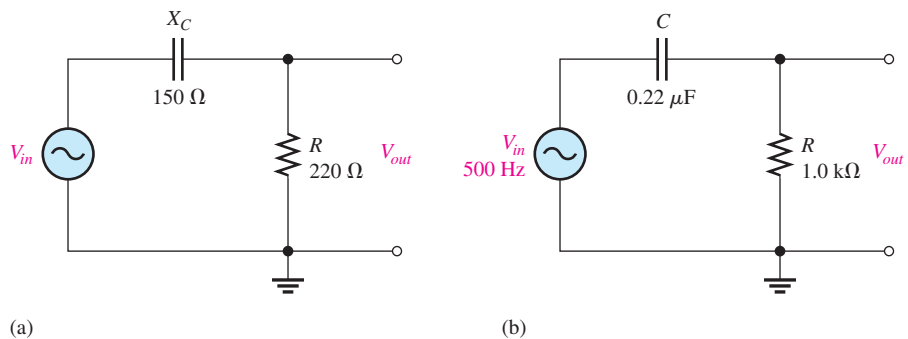 X_C
150 Ω
V_in
R
220 Ω
V_out
(a)
C
0.22 μF
V_in
500 Hz
R
1.0 kΩ
V_out
(b)